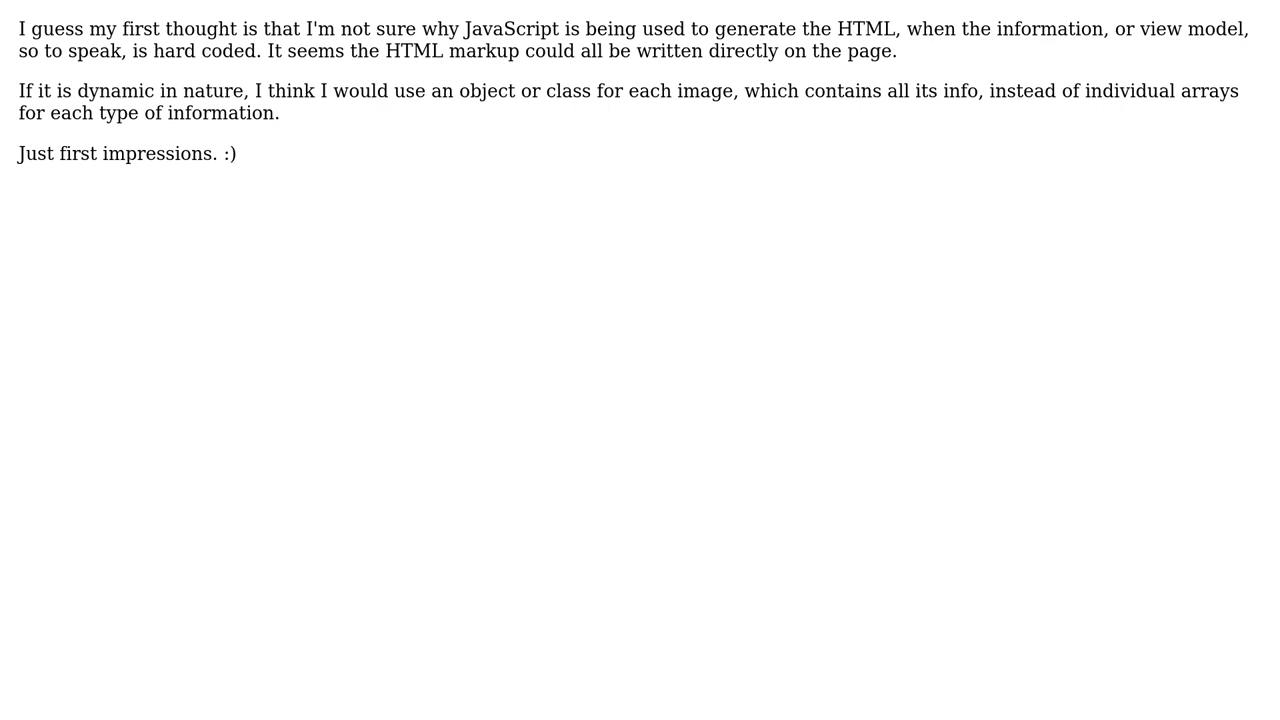 I guess my first thought is that I'm not sure why JavaScript is being used to generate the HTML, when the information, or view model,
so to speak, is hard coded. It seems the HTML markup could all be written directly on the page.
If it is dynamic in nature, I think I would use an object or class for each image, which contains all its info, instead of individual arrays
for each type of information.
Just first impressions. :)